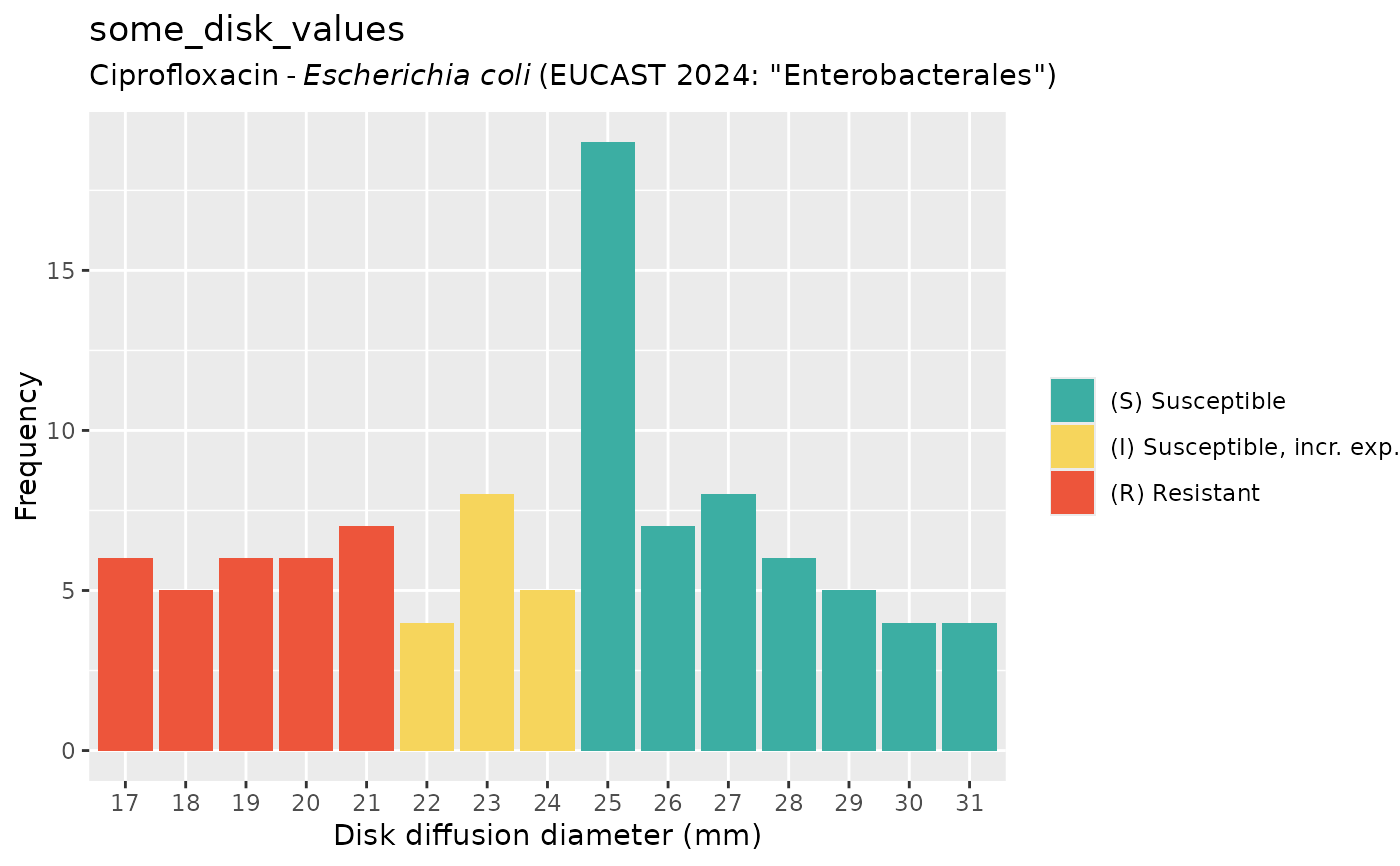 some_disk_values
Ciprofloxacin - Escherichia coli (EUCAST 2024: "Enterobacterales")
Frequency
15
10
5
0
17 18 19 20 21 22 23 24 25 26 27 28 29 30 31
Disk diffusion diameter (mm)
(S) Susceptible
(I) Susceptible, incr. exp.
(R) Resistant